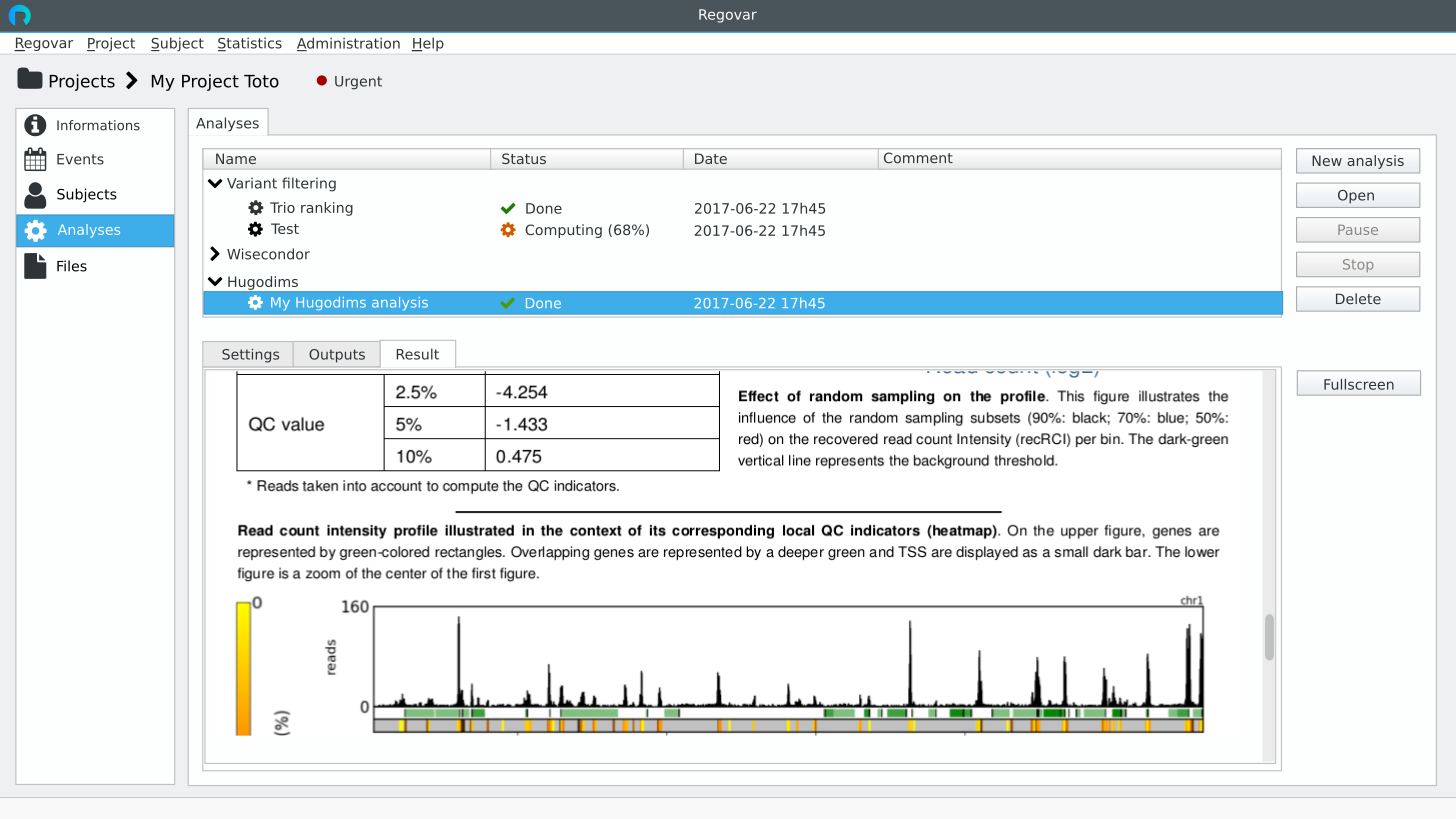 Regovar
Regovar Project Subject Statistics Administration Help
Projects My Project Toto Urgent
Informations
Events
Subjects
Analyses
Files
Analyses
Name Status Date Comment
Variant filtering
Trio ranking Done 2017-06-22 17h45
Test Computing (68%) 2017-06-22 17h45
Wisecondor
Hugodims
My Hugodims analysis Done 2017-06-22 17h45
New analysis
Open
Pause
Stop
Delete
Settings Outputs Result
Fullscreen
QC value
2.5% -4.254
5% -1.433
10% 0.475
* Reads taken into account to compute the QC indicators.
Read count (log2)
Effect of random sampling on the profile. This figure illustrates the
influence of the random sampling subsets (90%: black; 70%: blue; 50%:
red) on the recovered read count Intensity (recRCI) per bin. The dark-green
vertical line represents the background threshold.
Read count intensity profile illustrated in the context of its corresponding local QC indicators (heatmap). On the upper figure, genes are
represented by green-colored rectangles. Overlapping genes are represented by a deeper green and TSS are displayed as a small dark bar. The lower
figure is a zoom of the center of the first figure.
0
(%)
160
reads
0
chr1